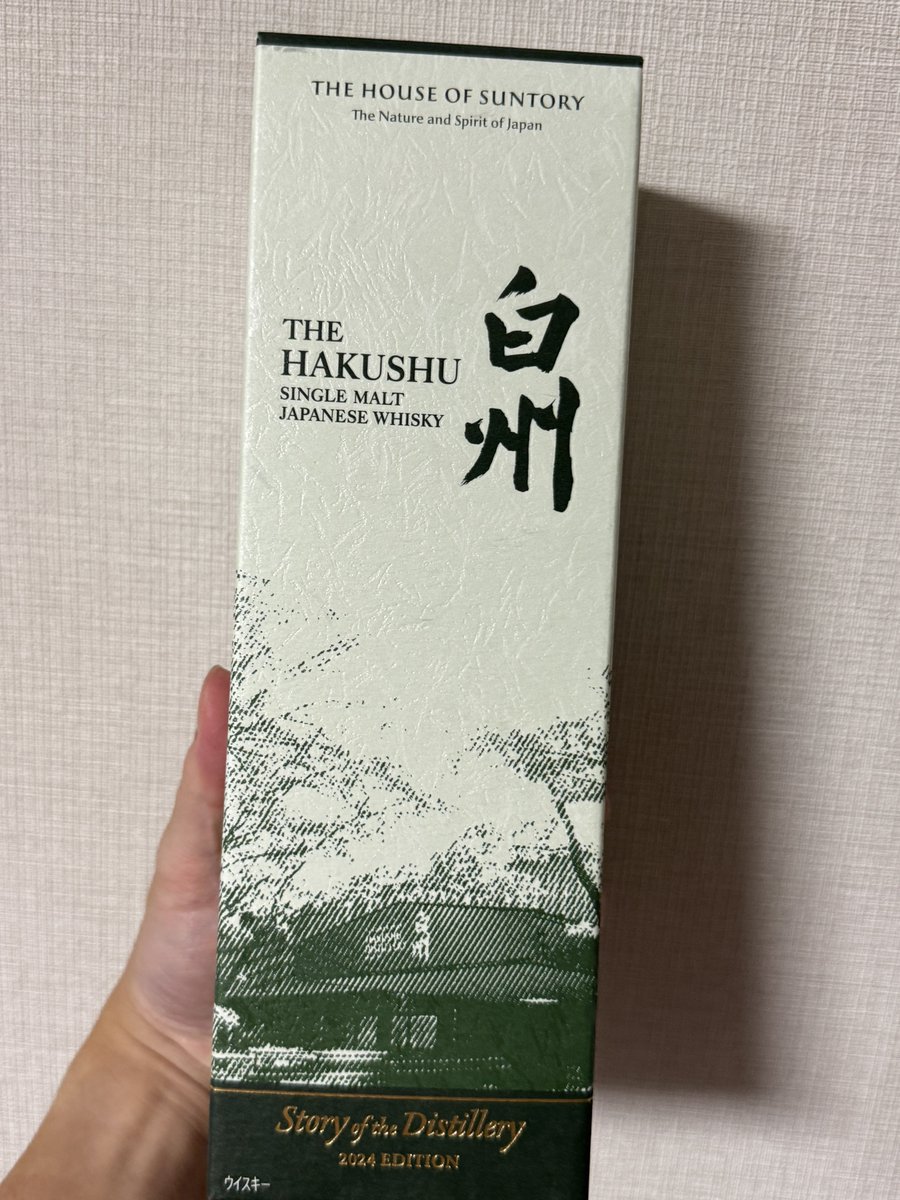 THE HOUSE OF SUNTORY
The Nature and Spirit of Japan
白州
THE
HAKUSHU
SINGLE MALT
JAPANESE WHISKY
Story of the Distillery
2024 EDITION
ウイスキー